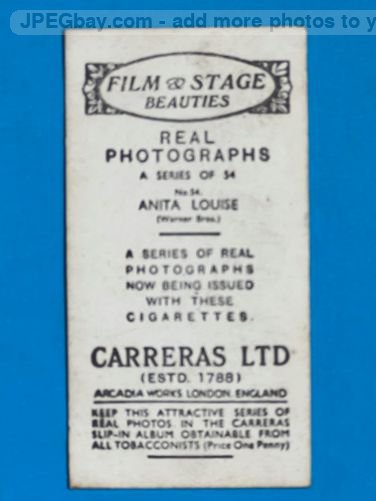 JPEGbay.com - add more photos to y
FILM & STAGE
BEAUTIES
REAL
PHOTOGRAPHS
A SERIES OF 54
No. 54.
ANITA LOUISE
(Warner Bros.)
A SERIES OF REAL
PHOTOGRAPHS
NOW BEING ISSUED
WITH THESE
CIGARETTES.
CARRERAS LTD
(ESTD. 1788)
ARCADIA WORKS, LONDON, ENGLAND
KEEP THIS ATTRACTIVE SERIES OF
REAL PHOTOS IN THE CARRERAS
SLIP-IN ALBUM OBTAINABLE FROM
ALL TOBACCONISTS (Price One Penny)